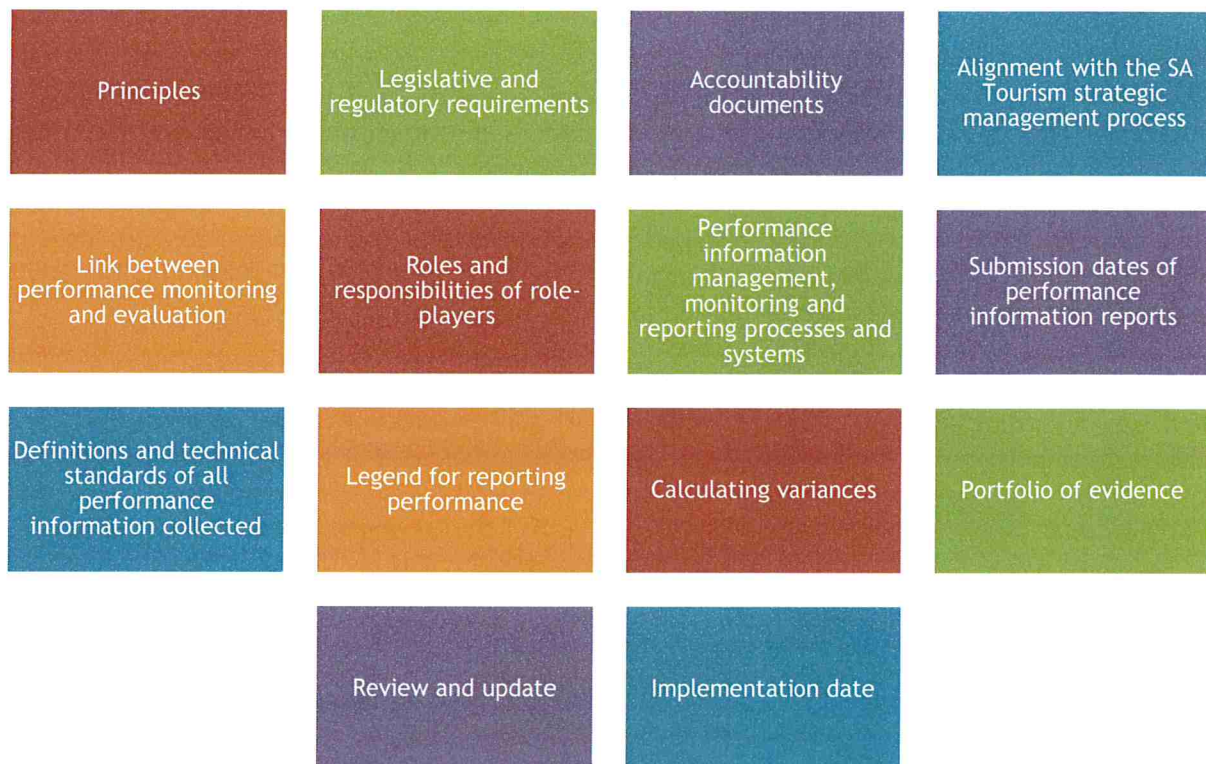 Principles
Legislative and
regulatory requirements
Accountability
documents
Alignment with the SA
Tourism strategic
management process
Link between
performance monitoring
and evaluation
Roles and
responsibilities of role-
players
Performance
information
management,
monitoring and
reporting processes and
systems
Submission dates of
performance
information reports
Definitions and technical
standards of all
performance
information collected
Legend for reporting
performance
Calculating variances
Portfolio of evidence
Review and update
Implementation date